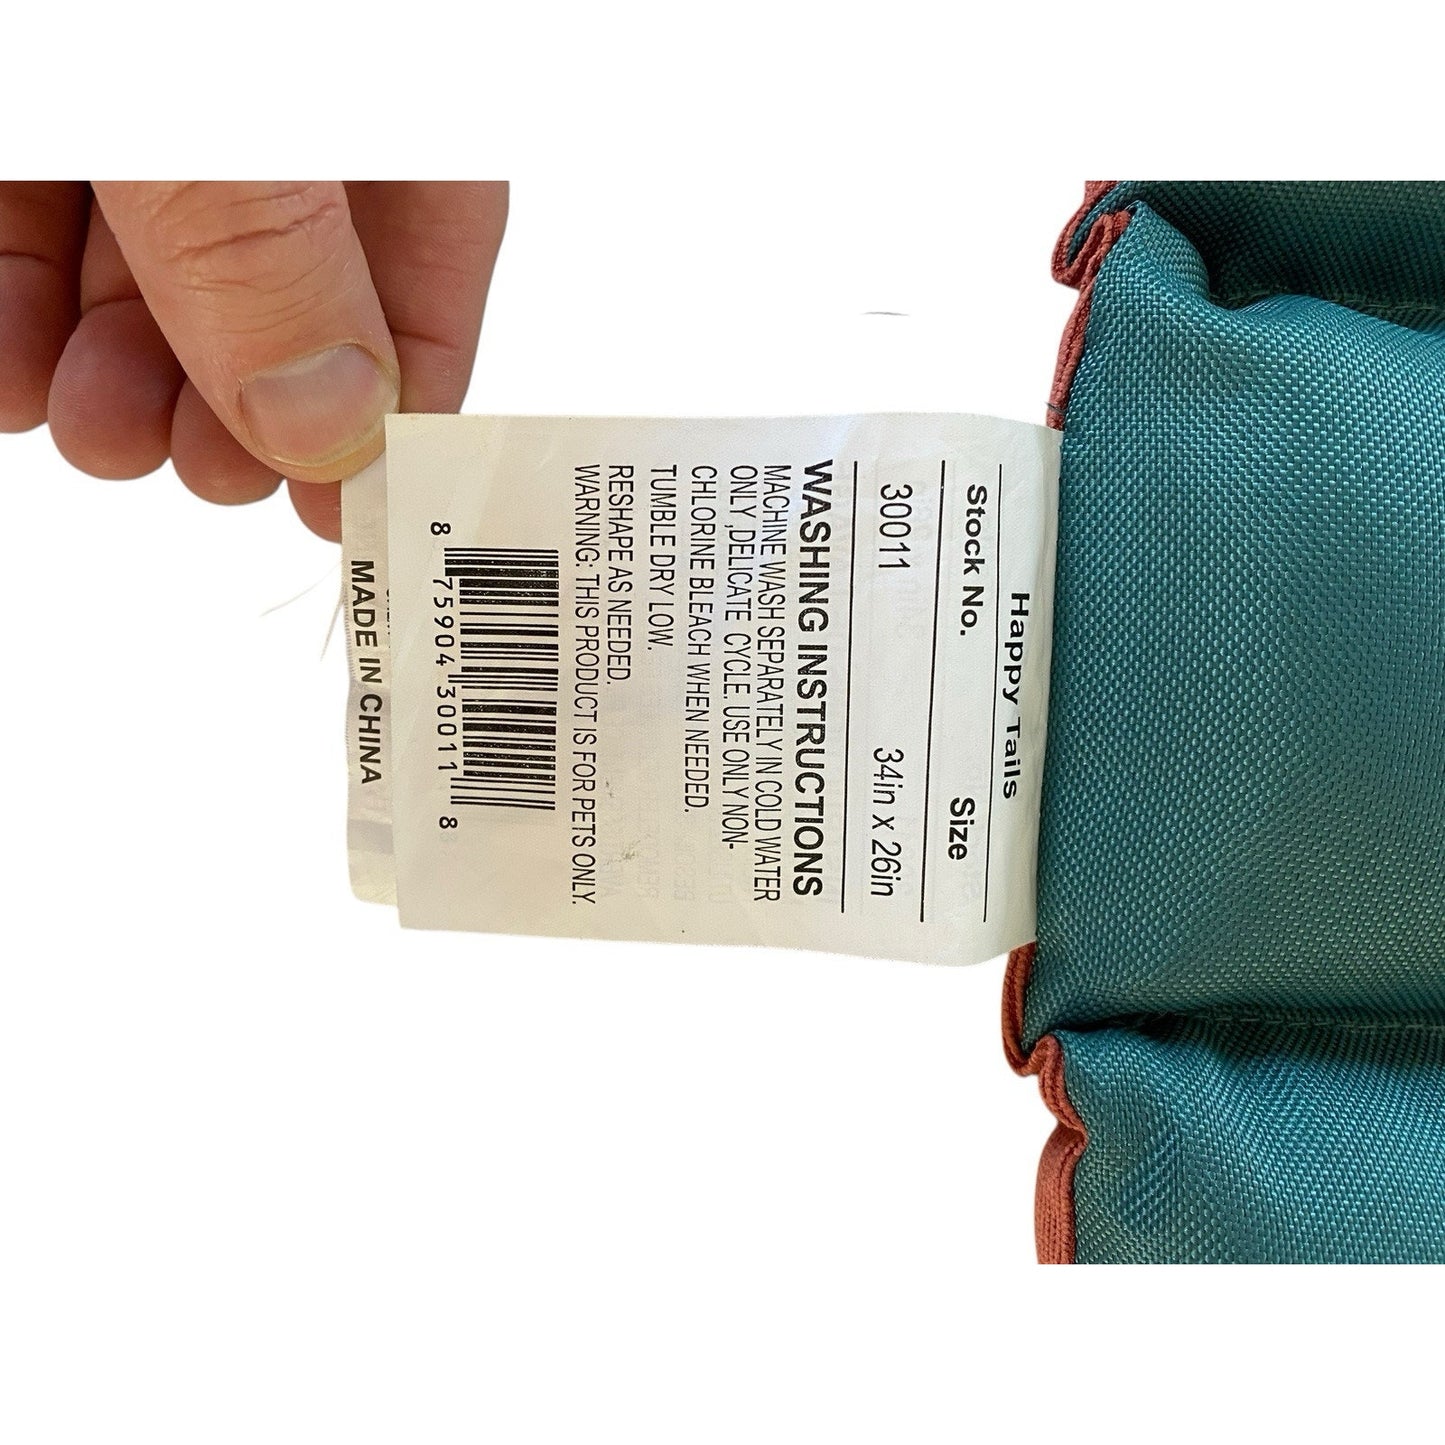 Happy Tails
Stock No. Size
30011 34in x 26in
WASHING INSTRUCTIONS
MACHINE WASH SEPARATELY IN COLD WATER
ONLY ,DELICATE CYCLE. USE ONLY NON-
CHLORINE BLEACH WHEN NEEDED.
TUMBLE DRY LOW.
RESHAPE AS NEEDED.
WARNING: THIS PRODUCT IS FOR PETS ONLY.
8 75904 30011 8
MADE IN CHINA